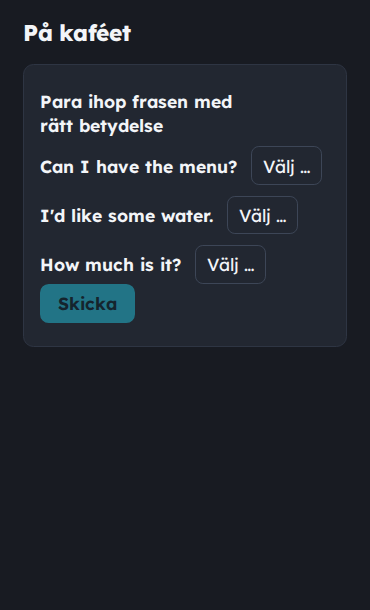 På kaféet
Para ihop frasen med
rätt betydelse
Can I have the menu? Välj ...
I'd like some water. Välj ...
How much is it? Välj ...
Skicka